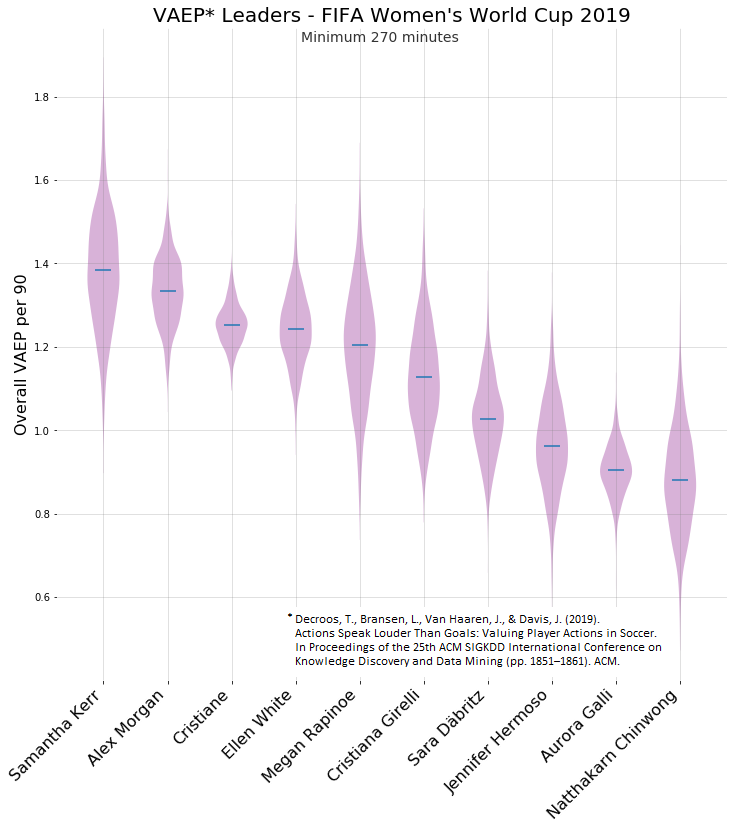 VAEP* Leaders - FIFA Women's World Cup 2019
Minimum 270 minutes
Overall VAEP per 90
1.8
1.6
1.4
1.2
1.0
0.8
0.6
* Decroos, T., Bransen, L., Van Haaren, J., & Davis, J. (2019).
Actions Speak Louder Than Goals: Valuing Player Actions in Soccer.
In Proceedings of the 25th ACM SIGKDD International Conference on
Knowledge Discovery and Data Mining (pp. 1851–1861). ACM.
Samantha Kerr
Alex Morgan
Cristiane
Ellen White
Megan Rapinoe
Cristiana Girelli
Sara Däbritz
Jennifer Hermoso
Aurora Galli
Natthakarn Chinwong